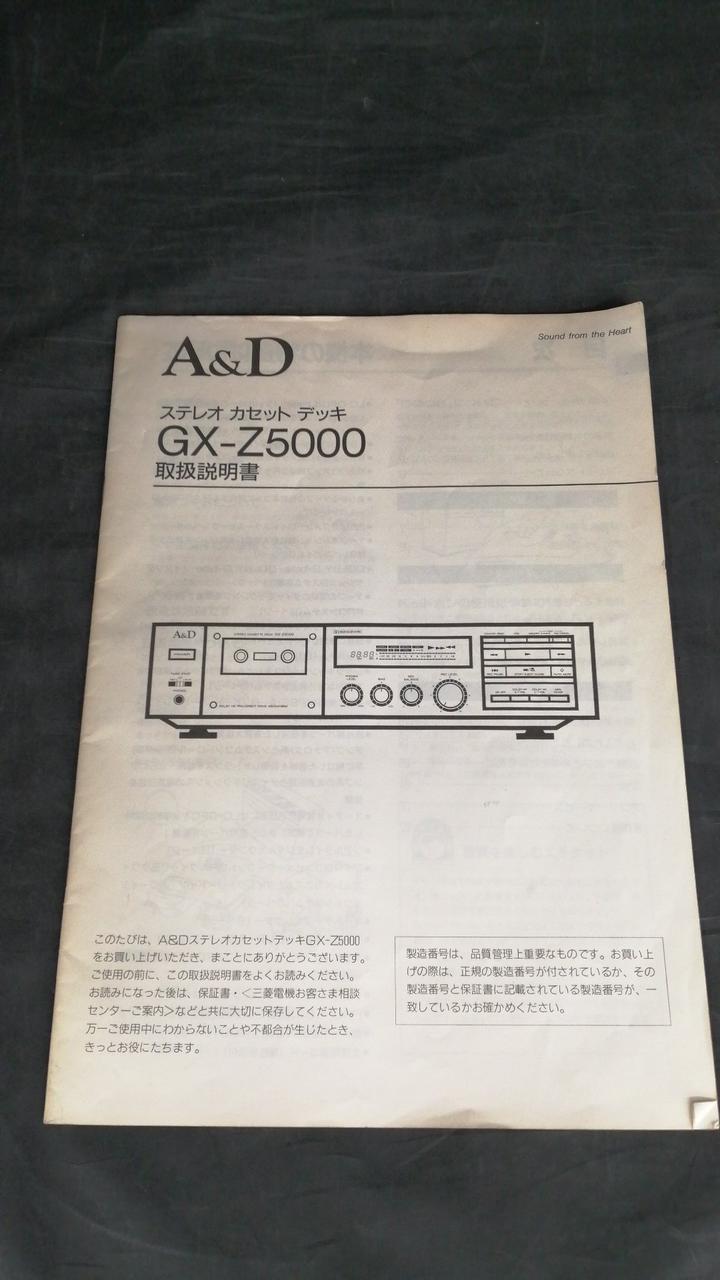 Sound from the Heart
A&D
ステレオ カセット デッキ
GX-Z5000
取扱説明書
A&D
このたびは、A&DステレオカセットデッキGX-Z5000
をお買い上げいただき、まことにありがとうございます。
ご使用の前に、この取扱説明書をよくお読みください。
お読みになった後は、保証書・<三菱電機お客さま相談
センターご案内>などと共に大切に保存してください。
万一ご使用中にわからないことや不都合が生じたとき、
きっとお役にたちます。
製造番号は、品質管理上重要なものです。お買い上
げの際は、正規の製造番号が付されているか、その
製造番号と保証書に記載されている製造番号が、一
致しているかお確かめください。